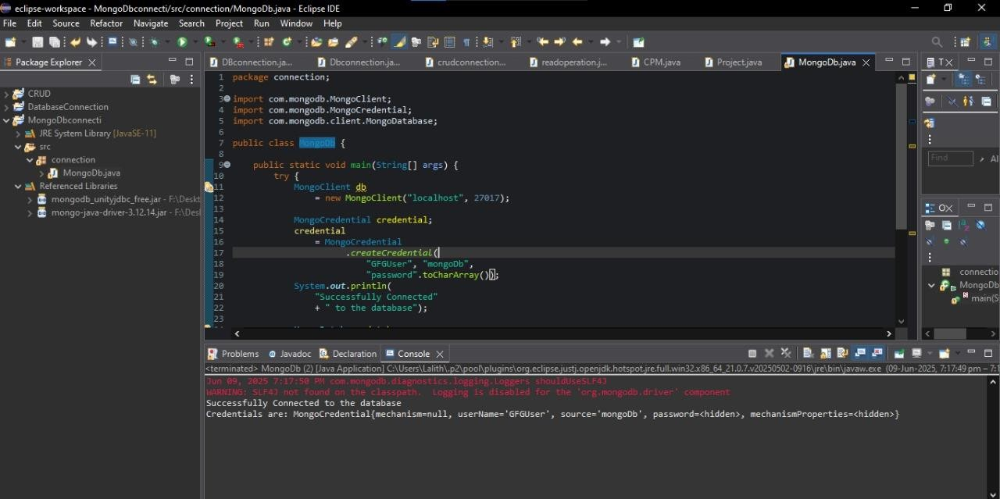 eclipse-workspace - MongoDbconnecti/src/connection/MongoDb.java - Eclipse IDE
File Edit Source Refactor Navigate Search Project Run Window Help
Package Explorer
CRUD
DatabaseConnection
MongoDbconnecti
JRE System Library [JavaSE-11]
src
connection
MongoDb.java
Referenced Libraries
mongodb_unityjdbc_free.jar - F:\Deskt
mongo-java-driver-3.12.14.jar - F:\Desl
DBconnection.ja... Dbconnection.ja... crudconnection... readoperation.j... CPM.java Project.java MongoDb.java
1 package connection;
2
3 import com.mongodb.MongoClient;
4 import com.mongodb.MongoCredential;
5 import com.mongodb.client.MongoDatabase;
6
7 public class MongoDb {
8
9 public static void main(String[] args) {
10 try {
11 MongoClient db
12 = new MongoClient("localhost", 27017);
13
14 MongoCredential credential;
15 credential
16 = MongoCredential
17 .createCredential(
18 "GFGUser", "mongoDb",
19 "password".toCharArray());
20 System.out.println(
21 "Successfully Connected"
22 + " to the database");
23
T
Find
Al
O
connectio
MongoDb
main(S
Problems Javadoc Declaration Console
<terminated> MongoDb (2) [Java Application] C:\Users\Lalith\.p2\pool\plugins\org.eclipse.justj.openjdk.hotspot.jre.full.win32.x86_64_21.0.7.v20250502-0916\jre\bin\javaw.exe (09-Jun-2025, 7:17:49 pm – 7:1
Jun 09, 2025 7:17:50 PM com.mongodb.diagnostics.logging.Loggers shouldUseSLF4J
WARNING: SLF4J not found on the classpath. Logging is disabled for the 'org.mongodb.driver' component
Successfully Connected to the database
Credentials are: MongoCredential{mechanism=null, userName='GFGUser', source='mongoDb', password=<hidden>, mechanismProperties=<hidden>}